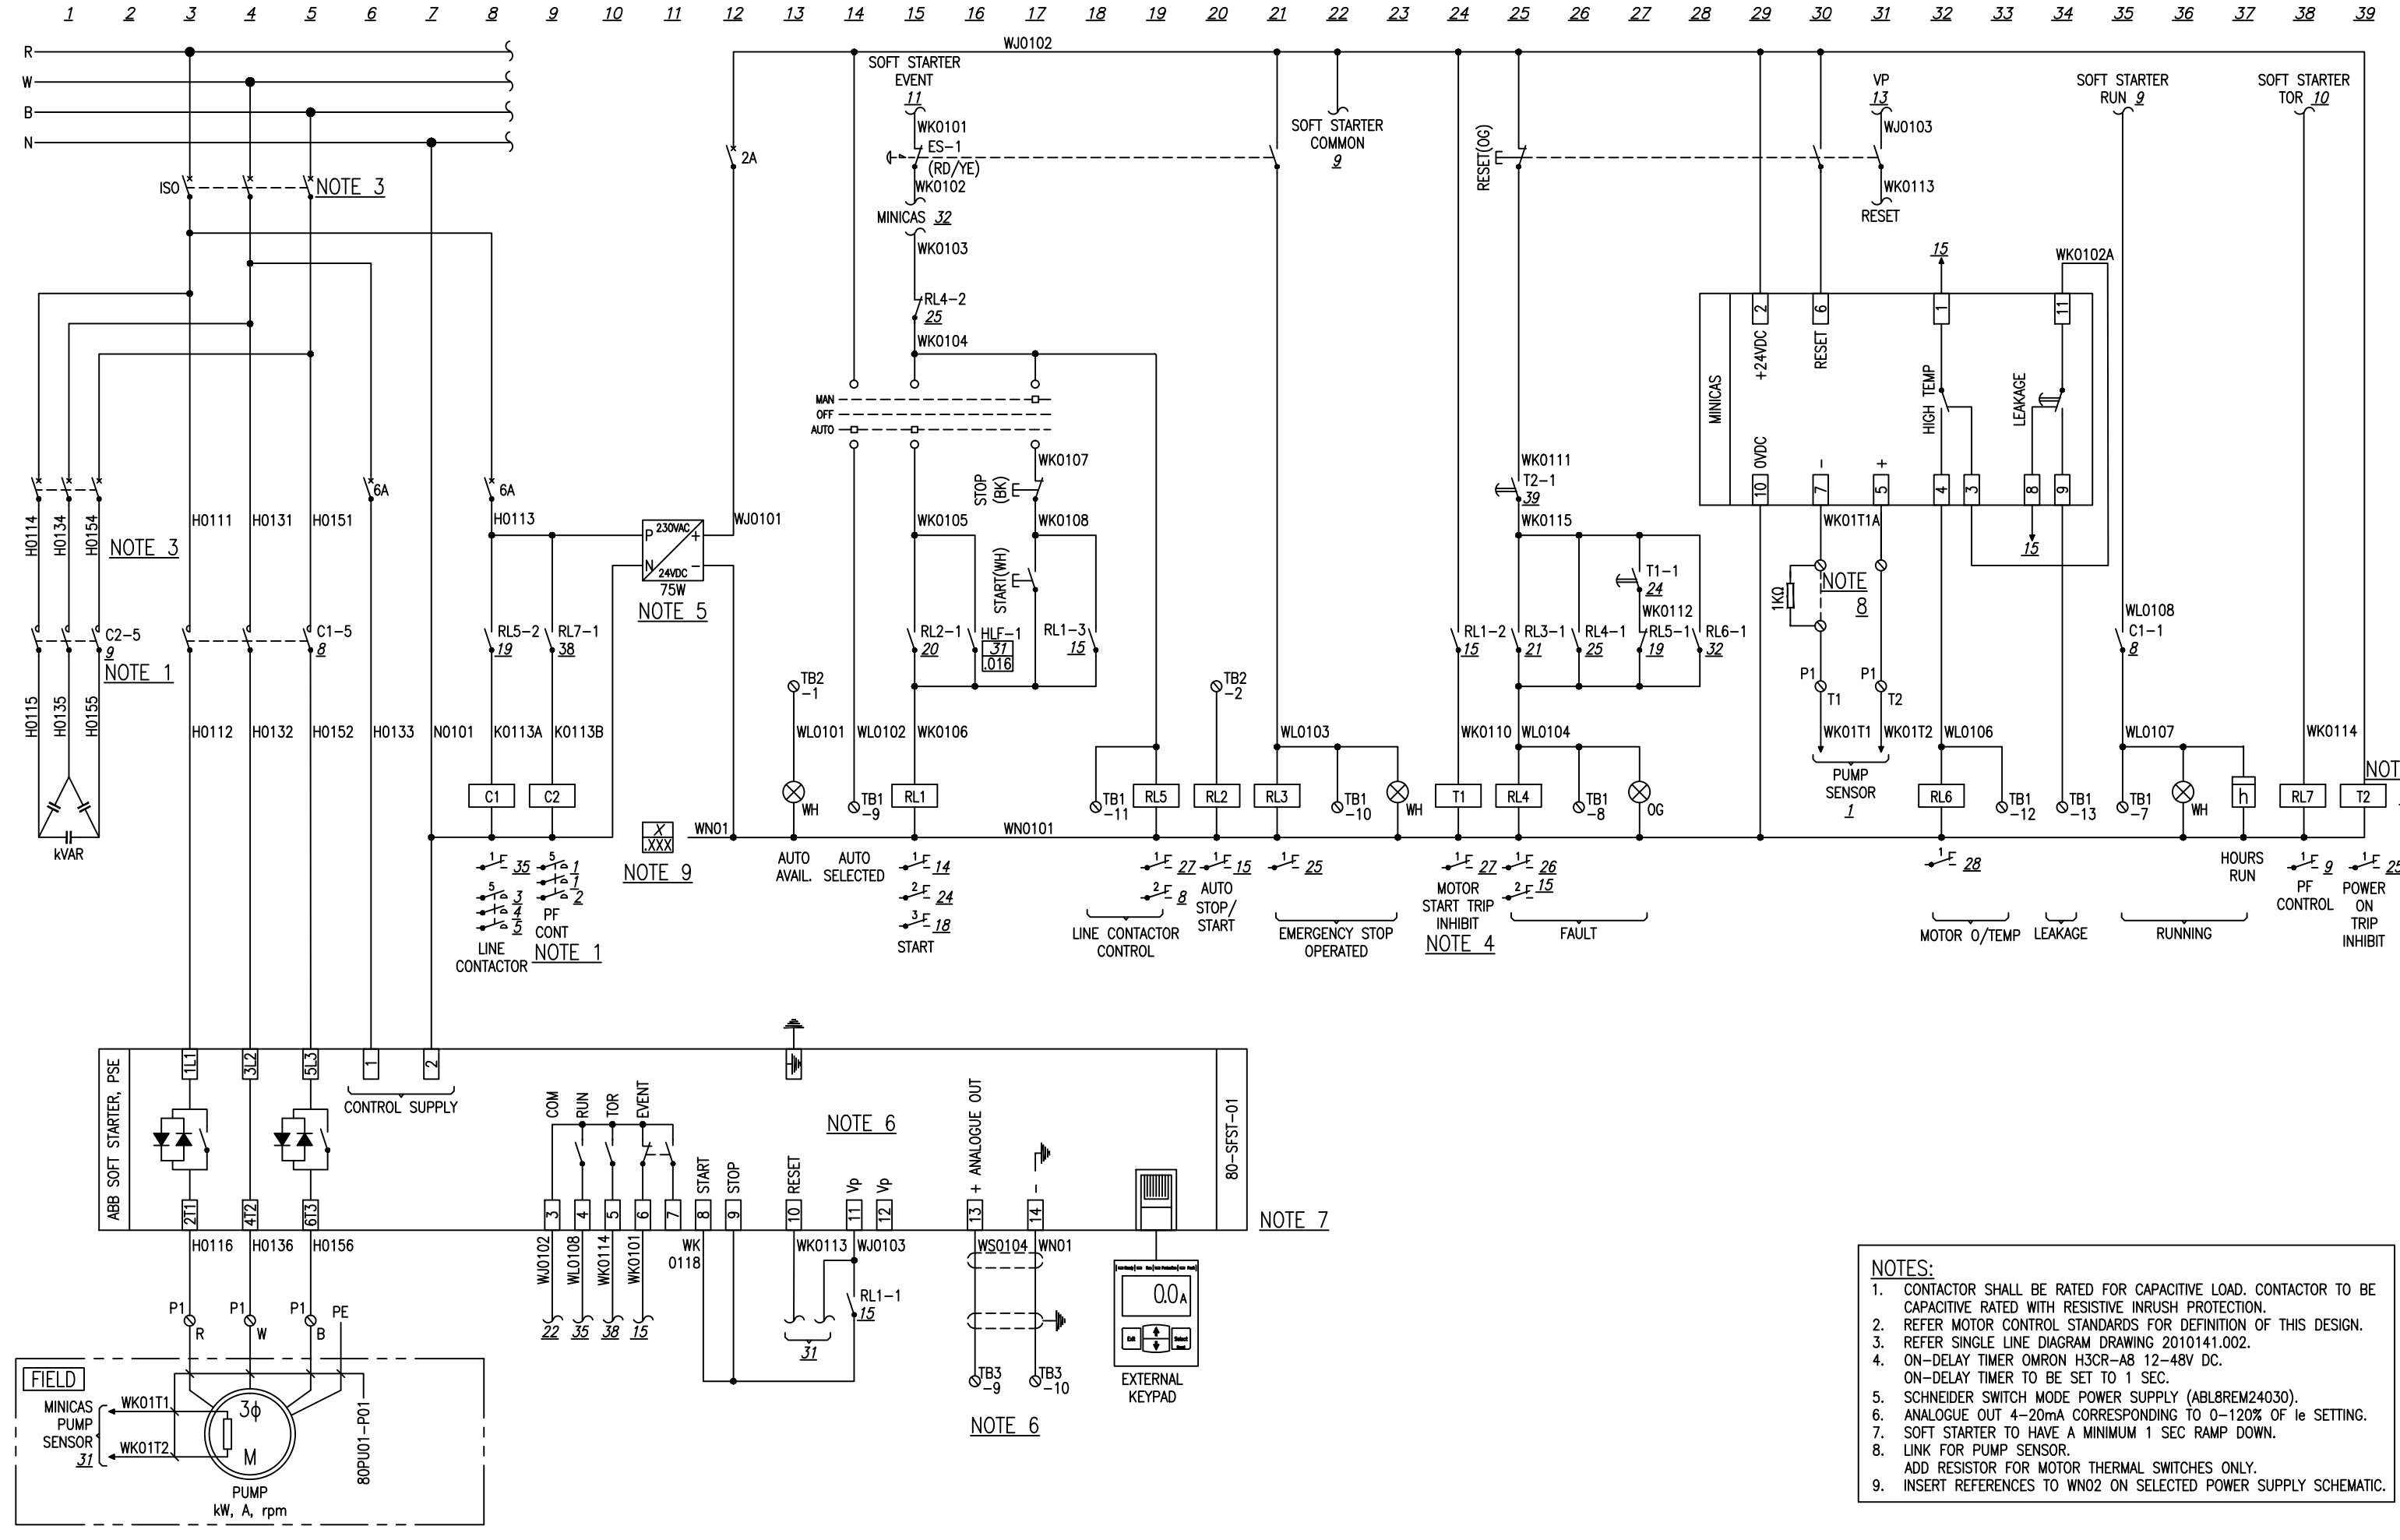 1 2 3 4 5 6 7 8 9 10 11 12 13 14 15 16 17 18 19 20 21 22 23 24 25 26 27 28 29 30 31 32 33 34 35 36 37 38 39
R
W
B
N
ISO
NOTE 3
H0114
H0134
H0154
NOTE 3
H0111
H0131
H0151
6A
6A
H0113
C2-5
9
NOTE 1
C1-5
8
H0115
H0135
H0155
kVAR
H0112
H0132
H0152
H0133
N0101
RL5-2
19
RL7-1
38
K0113A
K0113B
C1
C2
1 35
5 3
4
5
LINE
CONTACTOR
5 1
1
2
PF
CONT
NOTE 1
P 230VAC +
N 24VDC -
75W
NOTE 5
X
.XXX
NOTE 9
WJ0102
2A
WJ0101
WN01
WN0101
TB2
-1
WL0101
WH
AUTO
AVAIL.
WL0102
TB1
-9
AUTO
SELECTED
SOFT STARTER
EVENT
11
WK0101
ES-1
(RD/YE)
WK0102
MINICAS 32
WK0103
RL4-2
25
WK0104
MAN
OFF
AUTO
WK0105
WK0107
STOP
(BK)
WK0108
START(WH)
RL2-1
20
HLF-1
31
.016
RL1-3
15
WK0106
RL1
1 14
2 24
3 18
START
TB1
-11
RL5
1 27
2 8
LINE CONTACTOR
CONTROL
TB2
-2
RL2
1 15
AUTO
STOP/
START
SOFT STARTER
COMMON
9
WL0103
RL3
1 25
TB1
-10
WH
EMERGENCY STOP
OPERATED
RL1-2
15
WK0110
T1
1 27
MOTOR
START TRIP
INHIBIT
NOTE 4
RESET(OG)
WK0111
T2-1
39
WK0115
T1-1
24
WK0112
RL3-1
21
RL4-1
25
RL5-1
19
RL6-1
32
WL0104
RL4
1 26
2 15
TB1
-8
OG
FAULT
VP
13
WJ0103
WK0113
RESET
MINICAS
2
+24VDC
6
RESET
1
HIGH TEMP
11
LEAKAGE
15
WK0102A
10
0VDC
7
-
5
+
4
3
8
9
15
WK01T1A
1KΩ
NOTE
8
P1
T1
P1
T2
WK01T1
WK01T2
PUMP
SENSOR
1
WL0106
RL6
1 28
TB1
-12
MOTOR O/TEMP
TB1
-13
LEAKAGE
SOFT STARTER
RUN 9
WL0108
C1-1
8
WL0107
TB1
-7
WH
h
HOURS
RUN
RUNNING
SOFT STARTER
TOR 10
WK0114
RL7
1 9
PF
CONTROL
T2
1 25
POWER
ON
TRIP
INHIBIT
ABB SOFT STARTER, PSE
1L1
3L2
5L3
1
2
CONTROL SUPPLY
2T1
4T2
6T3
COM
RUN
TOR
EVENT
START
STOP
RESET
Vp
Vp
+ ANALOGUE OUT
-
NOTE 6
3
4
5
6
7
8
9
10
11
12
13
14
80-SFST-01
NOTE 7
H0116
H0136
H0156
WJ0102
WL0108
WK0114
WK0101
WK
0118
WK0113
WJ0103
WS0104
WN01
22
35
38
15
31
RL1-1
15
TB3
-9
TB3
-10
NOTE 6
0.0 A
Exit
Select
EXTERNAL
KEYPAD
P1
R
P1
W
P1
B
PE
FIELD
MINICAS
PUMP
SENSOR
31
WK01T1
WK01T2
3ϕ
M
80PU01-P01
PUMP
kW, A, rpm
NOTES:
1. CONTACTOR SHALL BE RATED FOR CAPACITIVE LOAD. CONTACTOR TO BE
CAPACITIVE RATED WITH RESISTIVE INRUSH PROTECTION.
2. REFER MOTOR CONTROL STANDARDS FOR DEFINITION OF THIS DESIGN.
3. REFER SINGLE LINE DIAGRAM DRAWING 2010141.002.
4. ON-DELAY TIMER OMRON H3CR-A8 12-48V DC.
ON-DELAY TIMER TO BE SET TO 1 SEC.
5. SCHNEIDER SWITCH MODE POWER SUPPLY (ABL8REM24030).
6. ANALOGUE OUT 4-20mA CORRESPONDING TO 0-120% OF Ie SETTING.
7. SOFT STARTER TO HAVE A MINIMUM 1 SEC RAMP DOWN.
8. LINK FOR PUMP SENSOR.
ADD RESISTOR FOR MOTOR THERMAL SWITCHES ONLY.
9. INSERT REFERENCES TO WN02 ON SELECTED POWER SUPPLY SCHEMATIC.